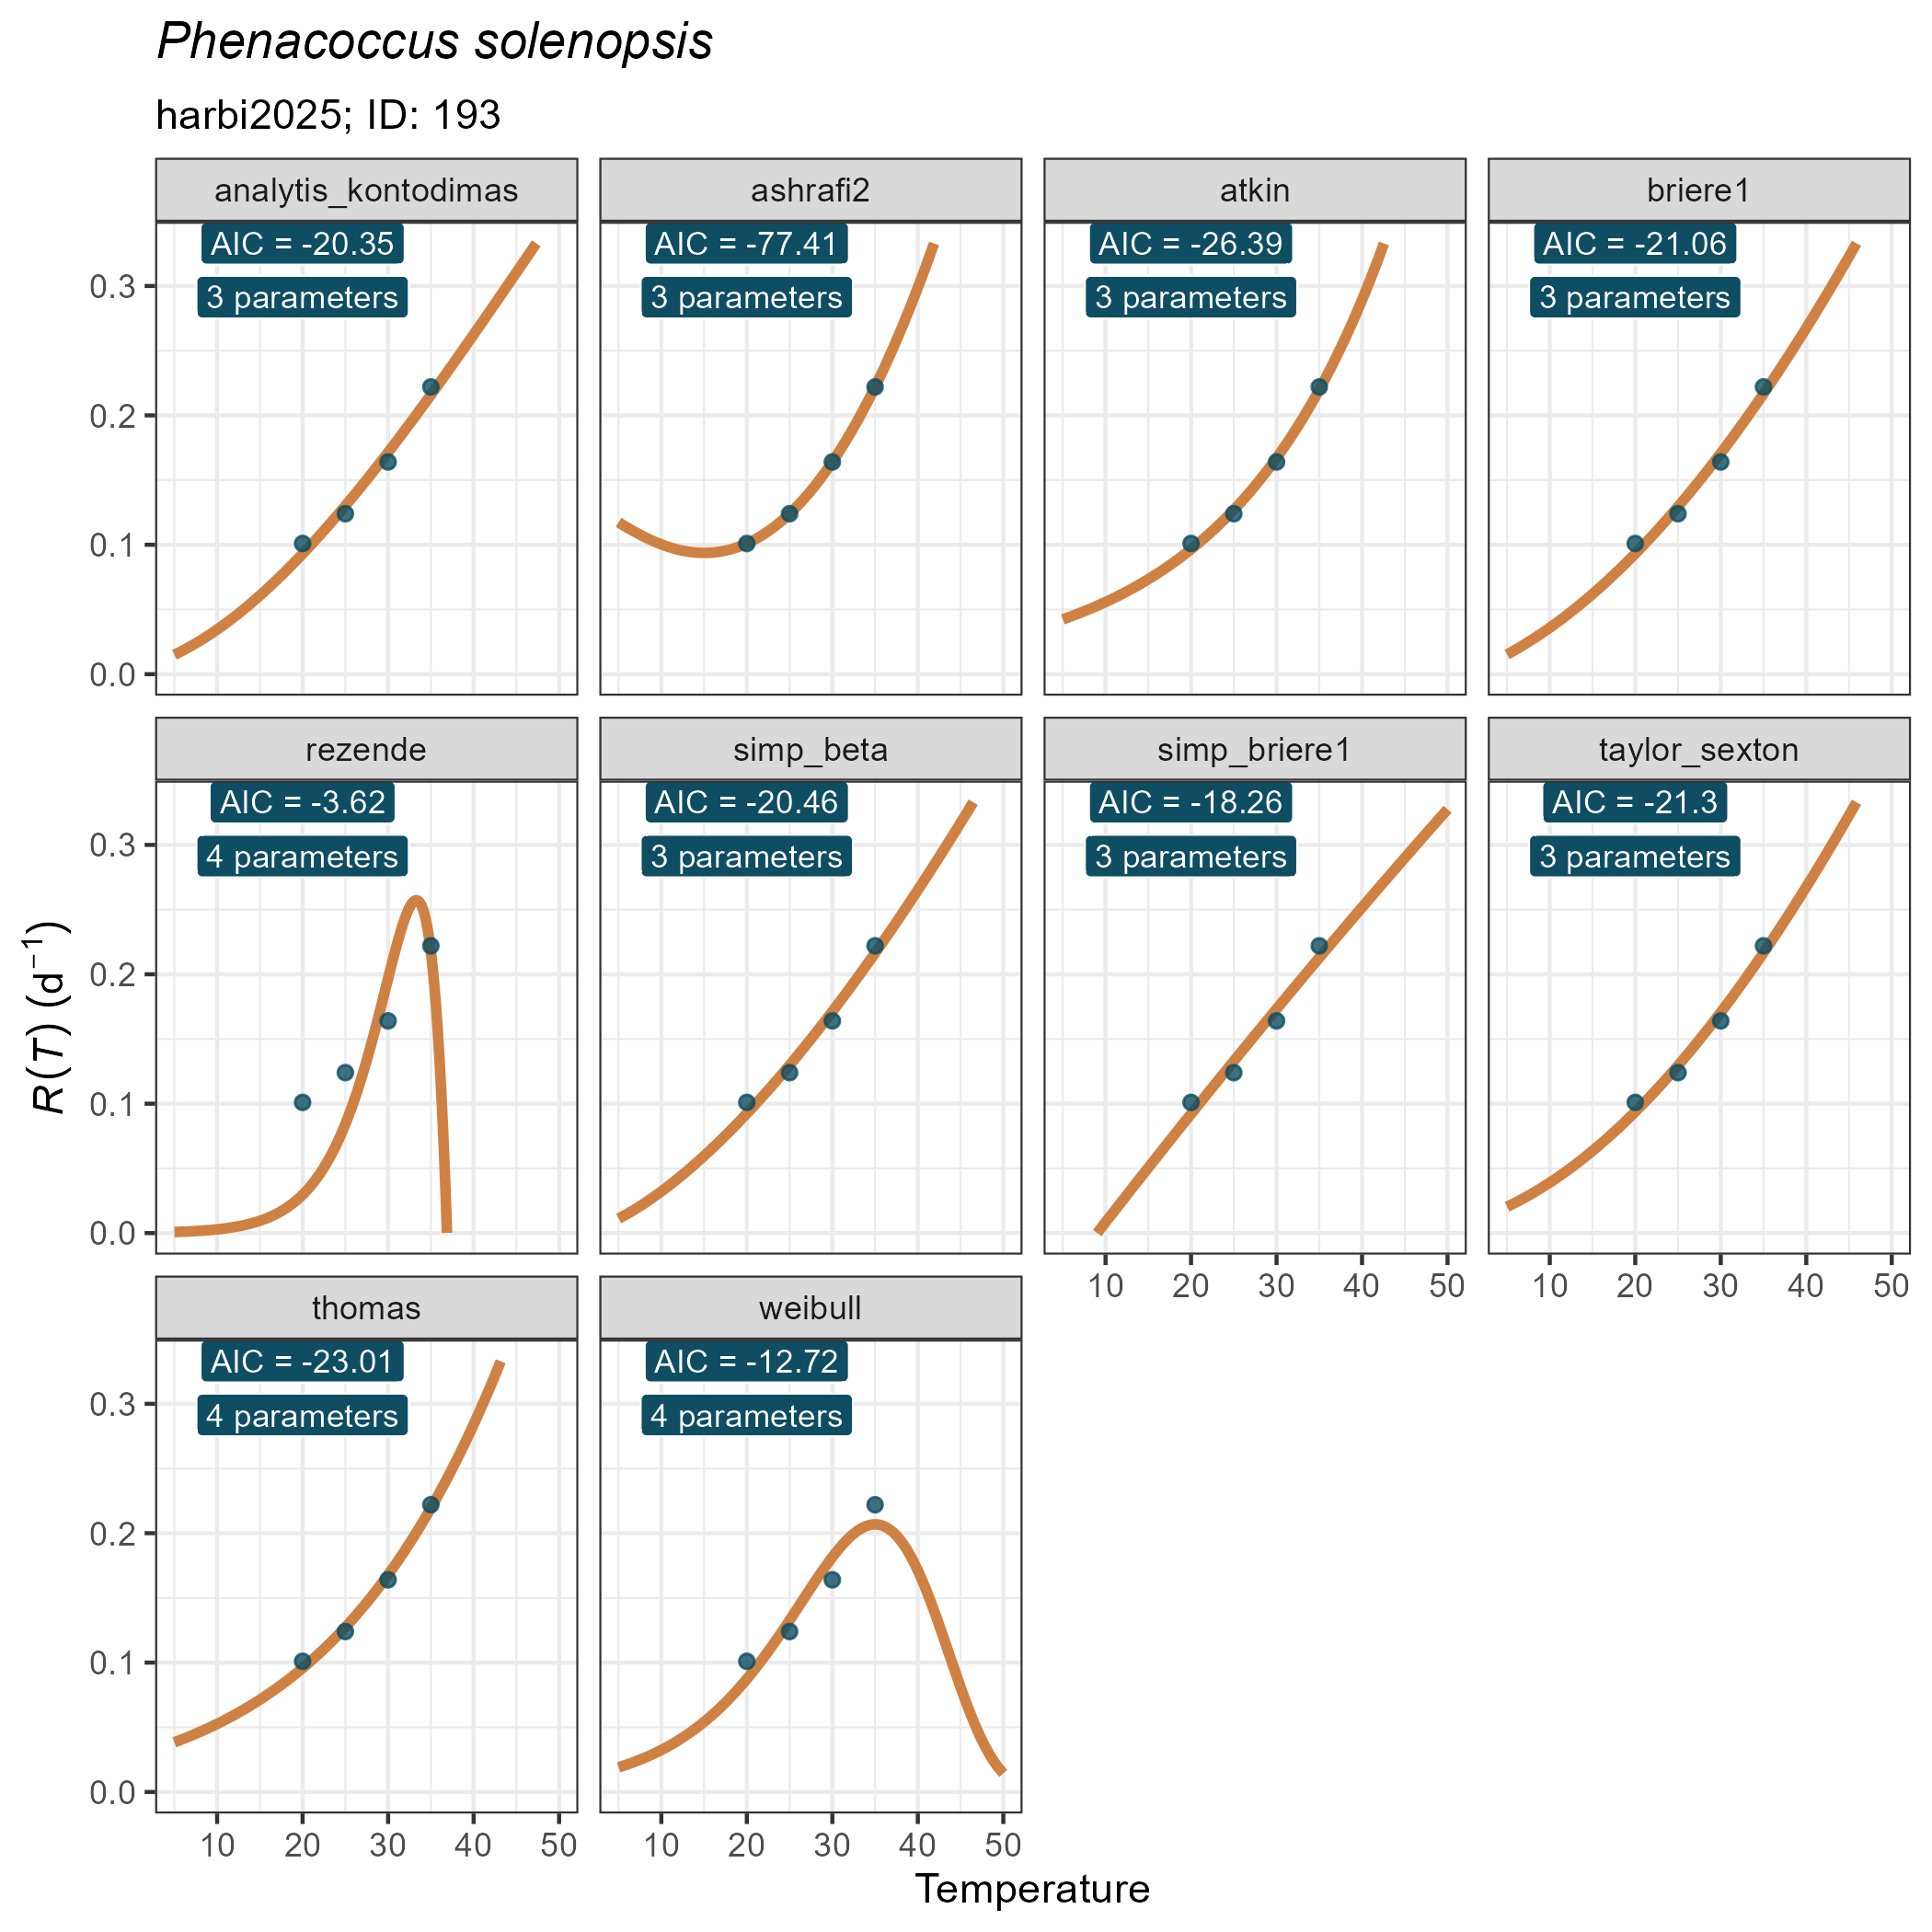 Phenacoccus solenopsis
harbi2025; ID: 193
analytis_kontodimas
ashrafi2
atkin
briere1
AIC = -20.35
3 parameters
AIC = -77.41
3 parameters
AIC = -26.39
3 parameters
AIC = -21.06
3 parameters
0.3
0.2
0.1
0.0
rezende
simp_beta
simp_briere1
taylor_sexton
AIC = -3.62
4 parameters
AIC = -20.46
3 parameters
AIC = -18.26
3 parameters
AIC = -21.3
3 parameters
0.3
0.2
0.1
0.0
10 20 30 40 50
10 20 30 40 50
thomas
weibull
AIC = -23.01
4 parameters
AIC = -12.72
4 parameters
0.3
0.2
0.1
0.0
10 20 30 40 50
10 20 30 40 50
Temperature
R(T) (d⁻¹)